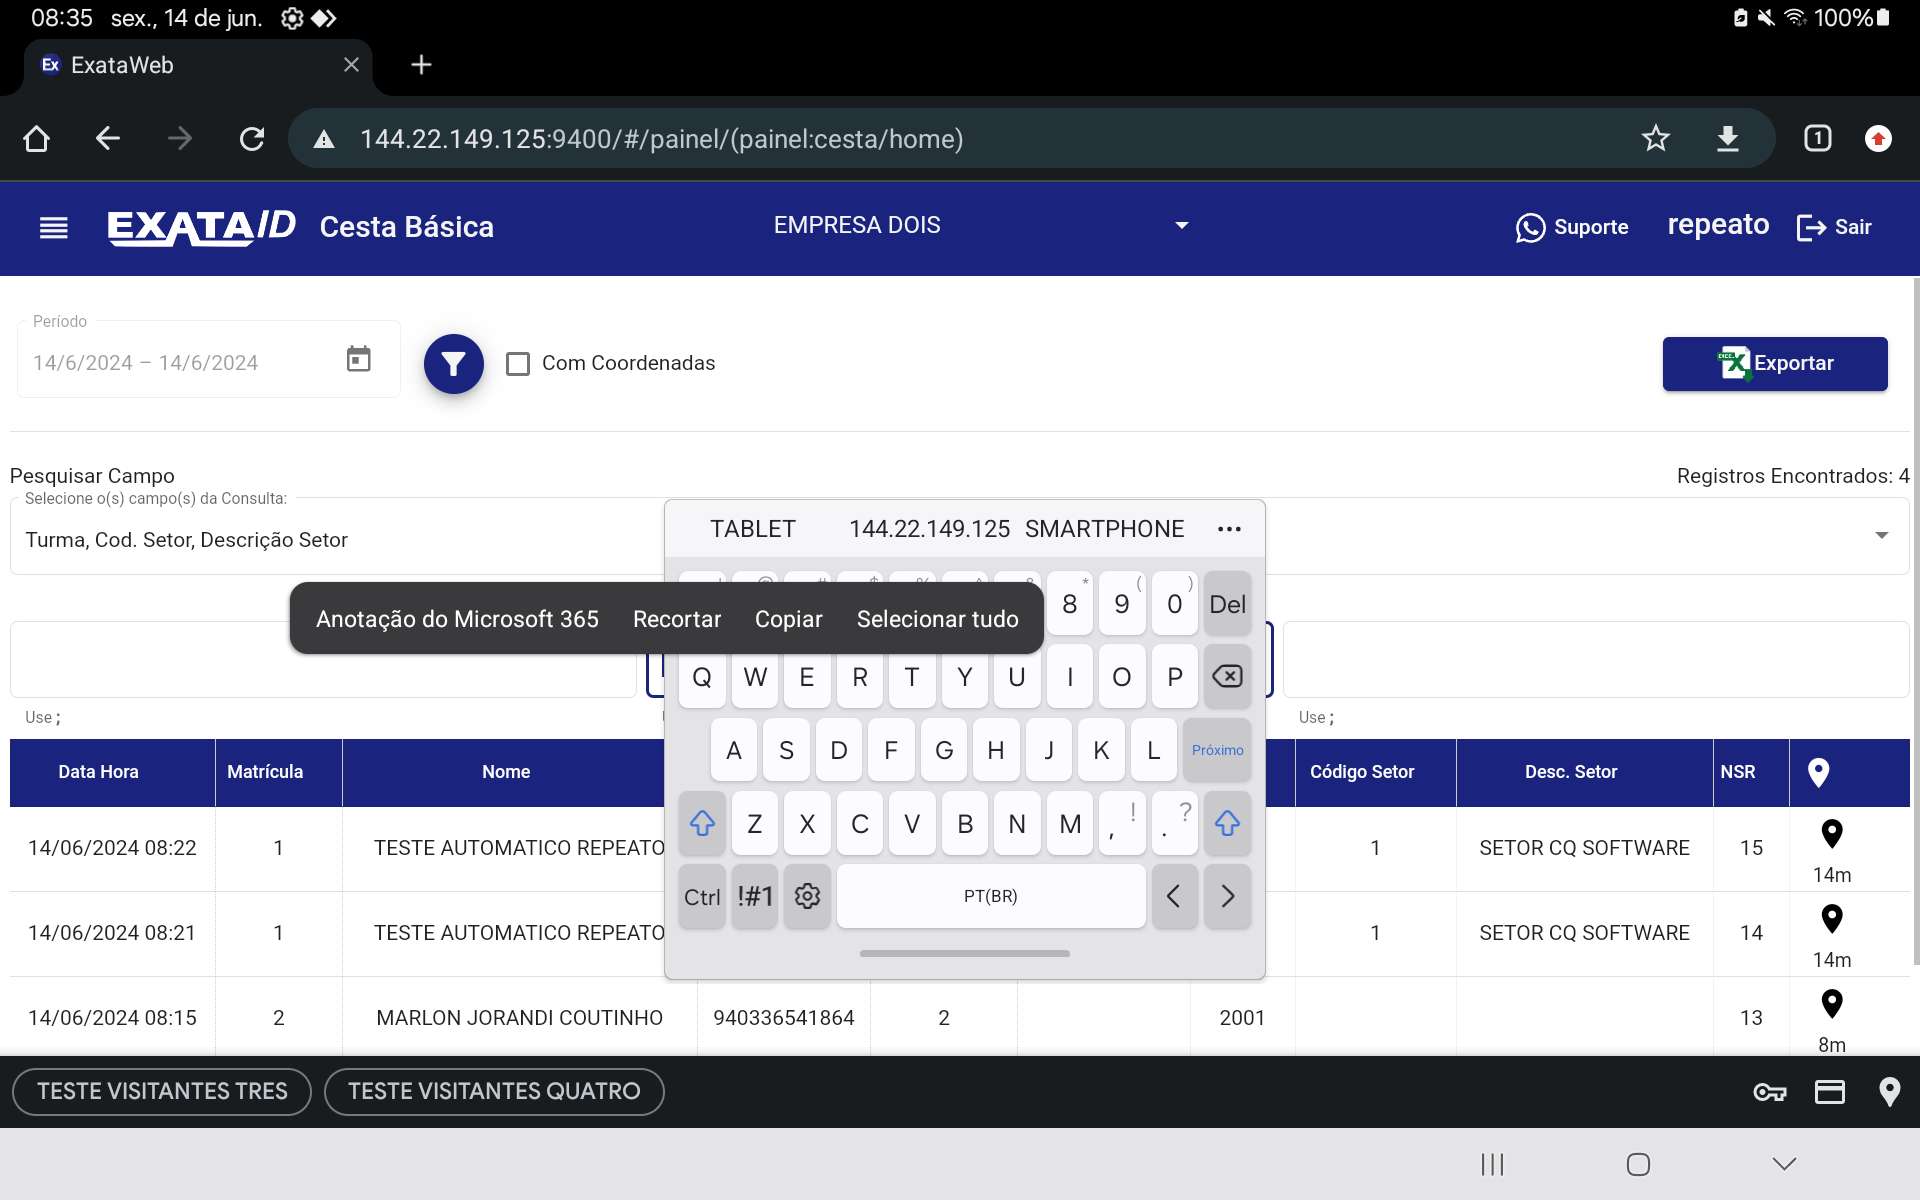 08:35 sex., 14 de jun. 100%
Ex ExataWeb
144.22.149.125:9400/#/painel/(painel:cesta/home) 1
EXATA ID Cesta Básica EMPRESA DOIS Suporte repeato Sair
Período
14/6/2024 – 14/6/2024 Com Coordenadas Exportar
Pesquisar Campo Registros Encontrados: 4
Selecione o(s) campo(s) da Consulta:
Turma, Cod. Setor, Descrição Setor
TABLET 144.22.149.125 SMARTPHONE ...
Anotação do Microsoft 365 Recortar Copiar Selecionar tudo
* ( )
8 9 0 Del
Q W E R T Y U I O P
Use ; Use ;
A S D F G H J K L Próximo
Z X C V B N M , ! . ?
Ctrl !#1 PT(BR) < >
Data Hora Matrícula Nome Código Setor Desc. Setor NSR
14/06/2024 08:22 1 TESTE AUTOMATICO REPEATO 1 SETOR CQ SOFTWARE 15 14m
14/06/2024 08:21 1 TESTE AUTOMATICO REPEATO 1 SETOR CQ SOFTWARE 14 14m
14/06/2024 08:15 2 MARLON JORANDI COUTINHO 940336541864 2 2001 13 8m
TESTE VISITANTES TRES TESTE VISITANTES QUATRO